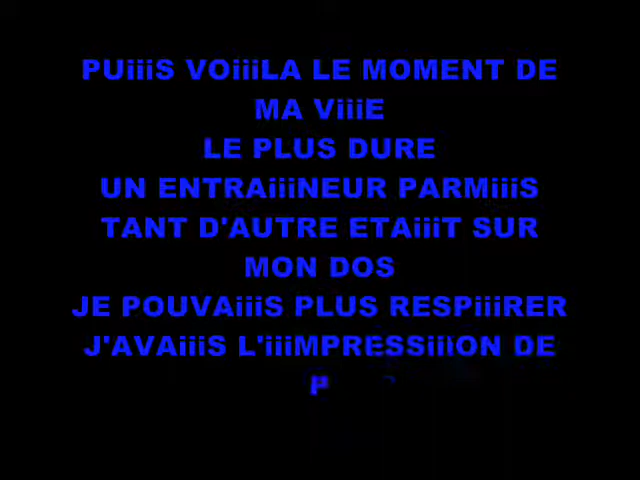 PUiiiS VOiiiLA LE MOMENT DE
MA ViiiE
LE PLUS DURE
UN ENTRAiiiNEUR PARMiiiS
TANT D'AUTRE ETAiiiT SUR
MON DOS
JE POUVAiiiS PLUS RESPiiiRER
J'AVAiiiS L'iiiMPRESSiiiON DE
P